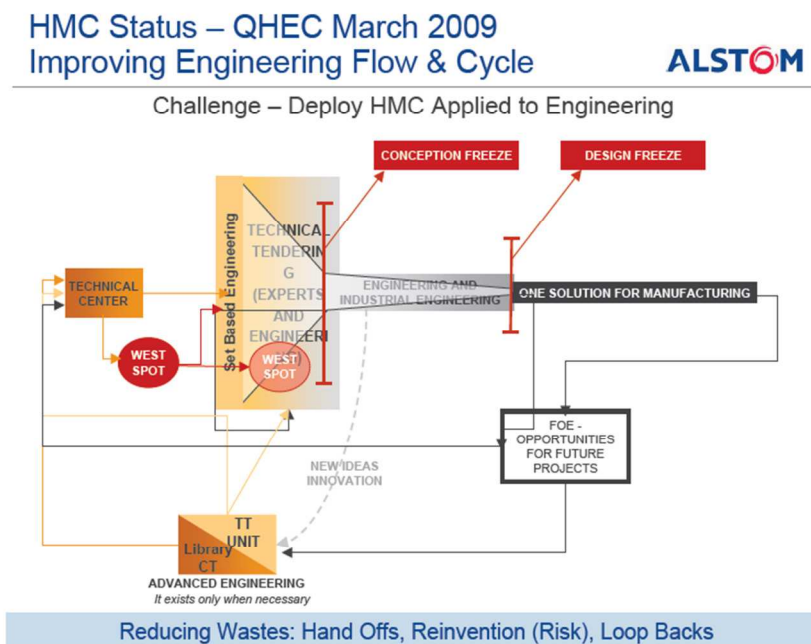 HMC Status – QHEC March 2009
Improving Engineering Flow & Cycle
ALSTOM
Challenge – Deploy HMC Applied to Engineering
CONCEPTION FREEZE
DESIGN FREEZE
Set Based Engineering
TECHNICAL
TENDERIN
G
(EXPERTS
AND
ENGINEERI
)
TECHNICAL
CENTER
ENGINEERING AND
INDUSTRIAL ENGINEERING
ONE SOLUTION FOR MANUFACTURING
WEST
SPOT
WEST
SPOT
FOE -
OPPORTUNITIES
FOR FUTURE
PROJECTS
NEW IDEAS
INNOVATION
TT
UNIT
Library
CT
ADVANCED ENGINEERING
It exists only when necessary
Reducing Wastes: Hand Offs, Reinvention (Risk), Loop Backs